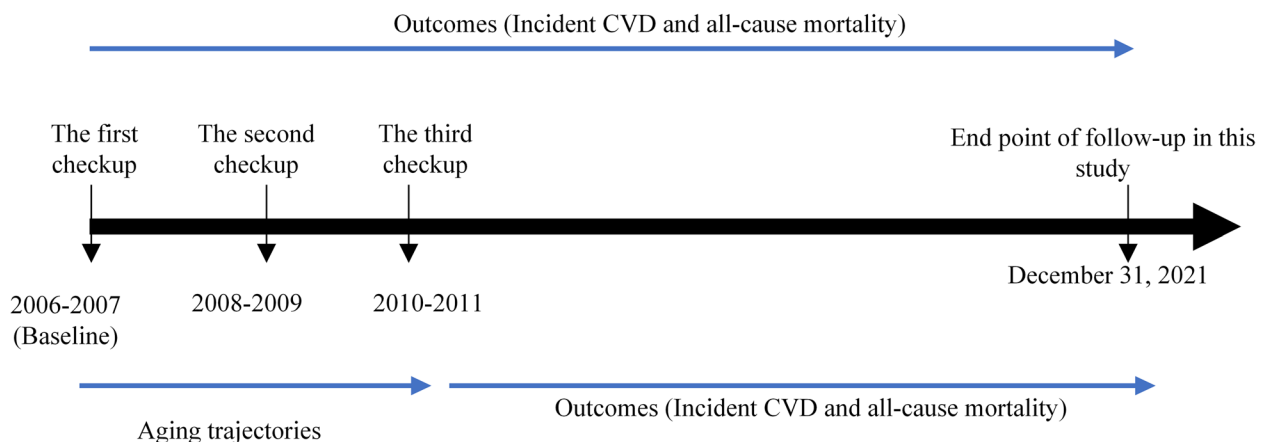 Outcomes (Incident CVD and all-cause mortality)
The first
checkup
The second
checkup
The third
checkup
End point of follow-up in this
study
2006-2007
(Baseline)
2008-2009
2010-2011
December 31, 2021
Aging trajectories
Outcomes (Incident CVD and all-cause mortality)